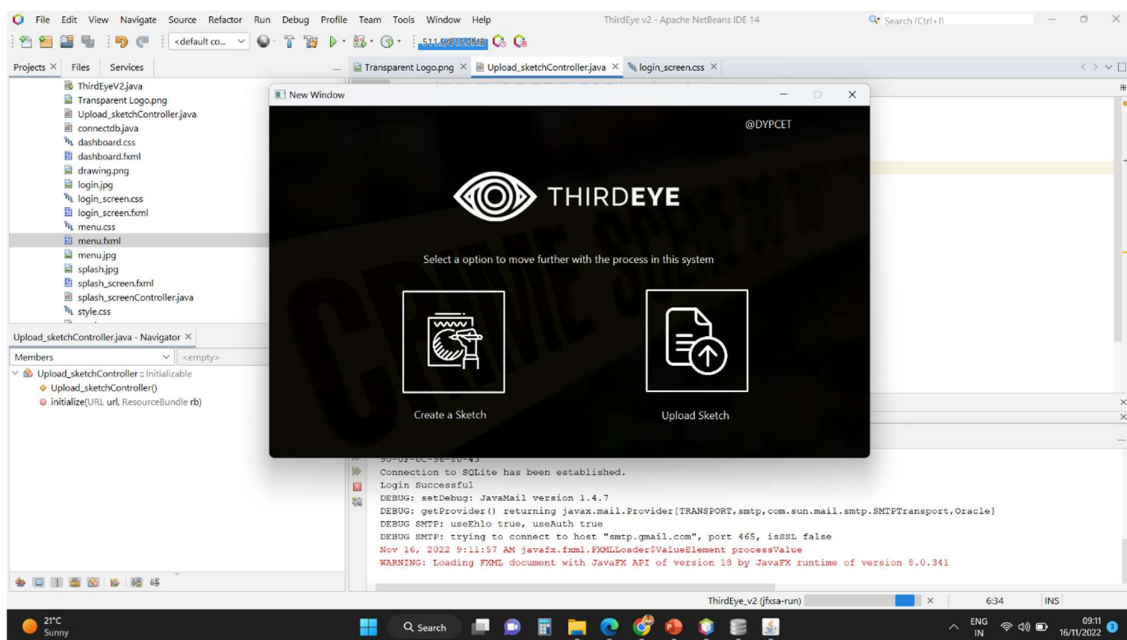 File Edit View Navigate Source Refactor Run Debug Profile Team Tools Window Help
ThirdEye v2 - Apache NetBeans IDE 14
Search (Ctrl+I)
<default co...
Projects Files Services
Transparent Logo.png Upload_sketchController.java login_screen.css
ThirdEyeV2.java
Transparent Logo.png
Upload_sketchController.java
connectdb.java
dashboard.css
dashboard.fxml
drawing.png
login.jpg
login_screen.css
login_screen.fxml
menu.css
menu.fxml
menu.jpg
splash.jpg
splash_screen.fxml
splash_screenController.java
style.css
New Window
@DYPCET
THIRDEYE
Select a option to move further with the process in this system
Create a Sketch
Upload Sketch
CRIME SCENE
Upload_sketchController.java - Navigator
Members
<empty>
Upload_sketchController :: Initializable
Upload_sketchController()
initialize(URL url, ResourceBundle rb)
Connection to SQLite has been established.
Login Successful
DEBUG: setDebug: JavaMail version 1.4.7
DEBUG: getProvider() returning javax.mail.Provider[TRANSPORT,smtp,com.sun.mail.smtp.SMTPTransport,Oracle]
DEBUG SMTP: useEhlo true, useAuth true
DEBUG SMTP: trying to connect to host "smtp.gmail.com", port 465, isSSL false
Nov 16, 2022 9:11:57 AM javafx.fxml.FXMLLoader$ValueElement processValue
WARNING: Loading FXML document with JavaFX API of version 18 by JavaFX runtime of version 8.0.341
ThirdEye_v2 (jfxsa-run)
6:34
INS
21°C
Sunny
Search
ENG
IN
09:11
16/11/2022